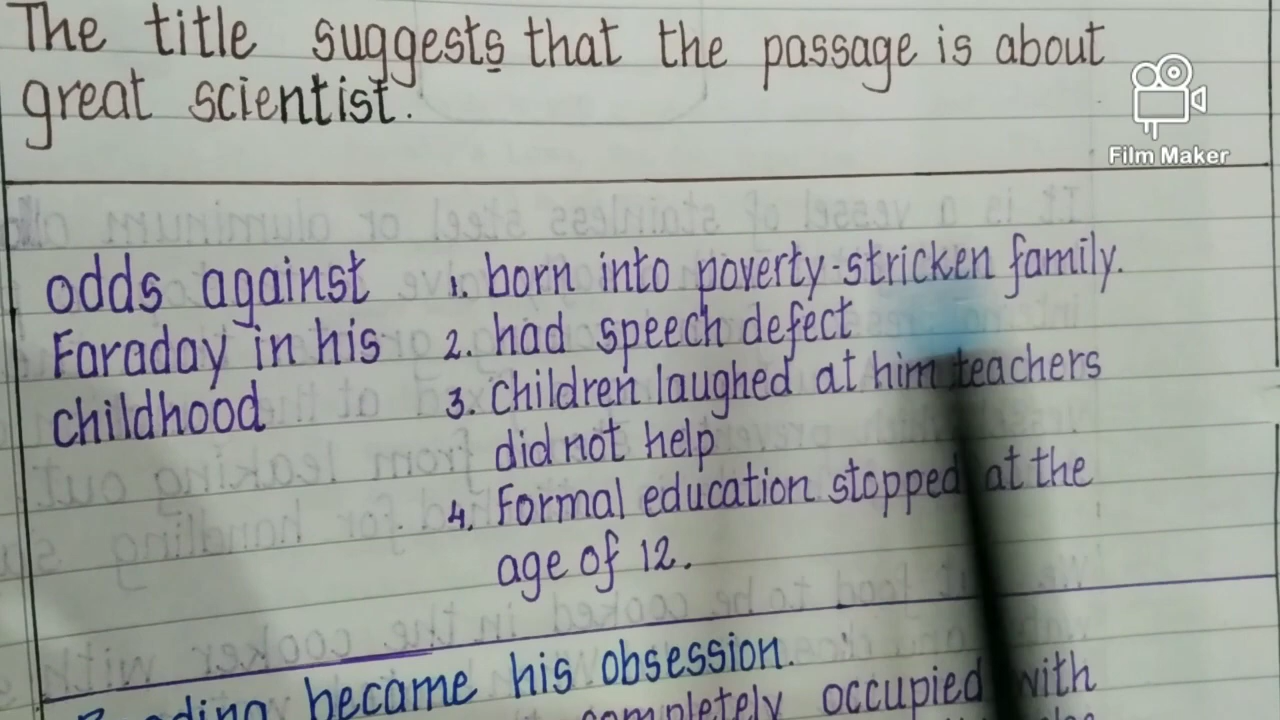 The title suggests that the passage is about
great scientist.
Film Maker
odds against 1. born into poverty-stricken family.
Faraday in his 2. had speech defect
childhood 3. Children laughed at him teachers
did not help
4. Formal education stopped at the
age of 12.
became his obsession.
completely occupied with